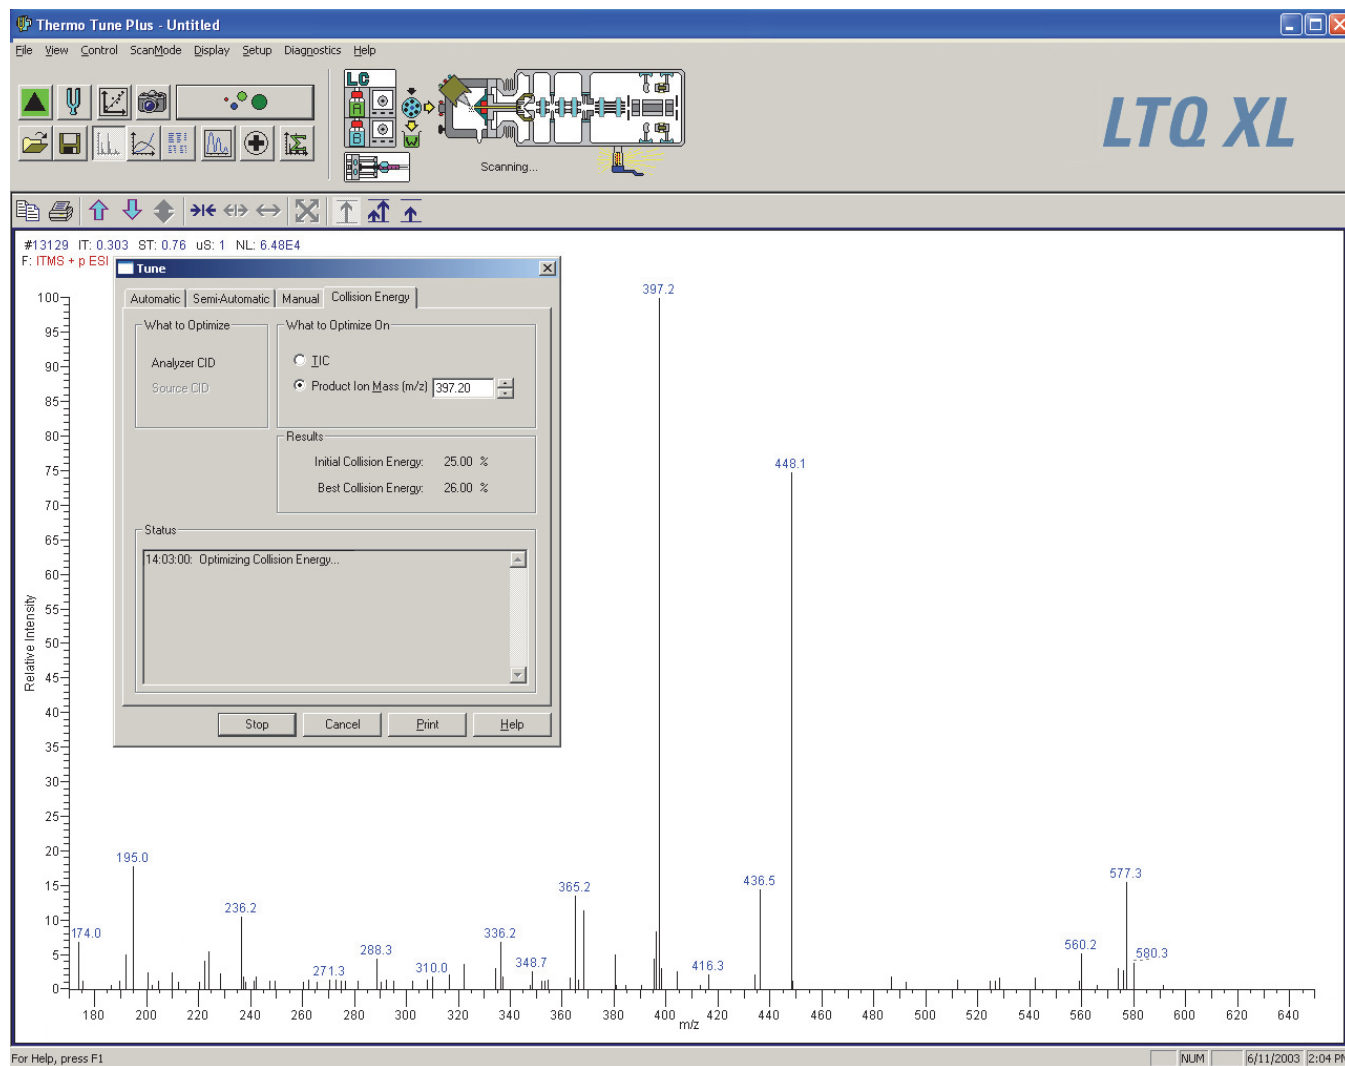 Thermo Tune Plus - Untitled
File View Control ScanMode Display Setup Diagnostics Help
LC
A
B
W
Scanning...
LTQ XL
#13129 IT: 0.303 ST: 0.76 uS: 1 NL: 6.48E4
F: ITMS + p ESI
Tune
Automatic Semi-Automatic Manual Collision Energy
What to Optimize
Analyzer CID
Source CID
What to Optimize On
TIC
Product Ion Mass (m/z) 397.20
Results
Initial Collision Energy: 25.00 %
Best Collision Energy: 26.00 %
Status
14:03:00: Optimizing Collision Energy...
Stop Cancel Print Help
Relative Intensity
100
95
90
85
80
75
70
65
60
55
50
45
40
35
30
25
20
15
10
5
0
397.2
448.1
195.0
577.3
436.5
365.2
236.2
174.0
336.2
288.3
560.2
580.3
271.3
310.0
348.7
416.3
180 200 220 240 260 280 300 320 340 360 380 400 420 440 460 480 500 520 540 560 580 600 620 640
m/z
For Help, press F1
NUM 6/11/2003 2:04 PM